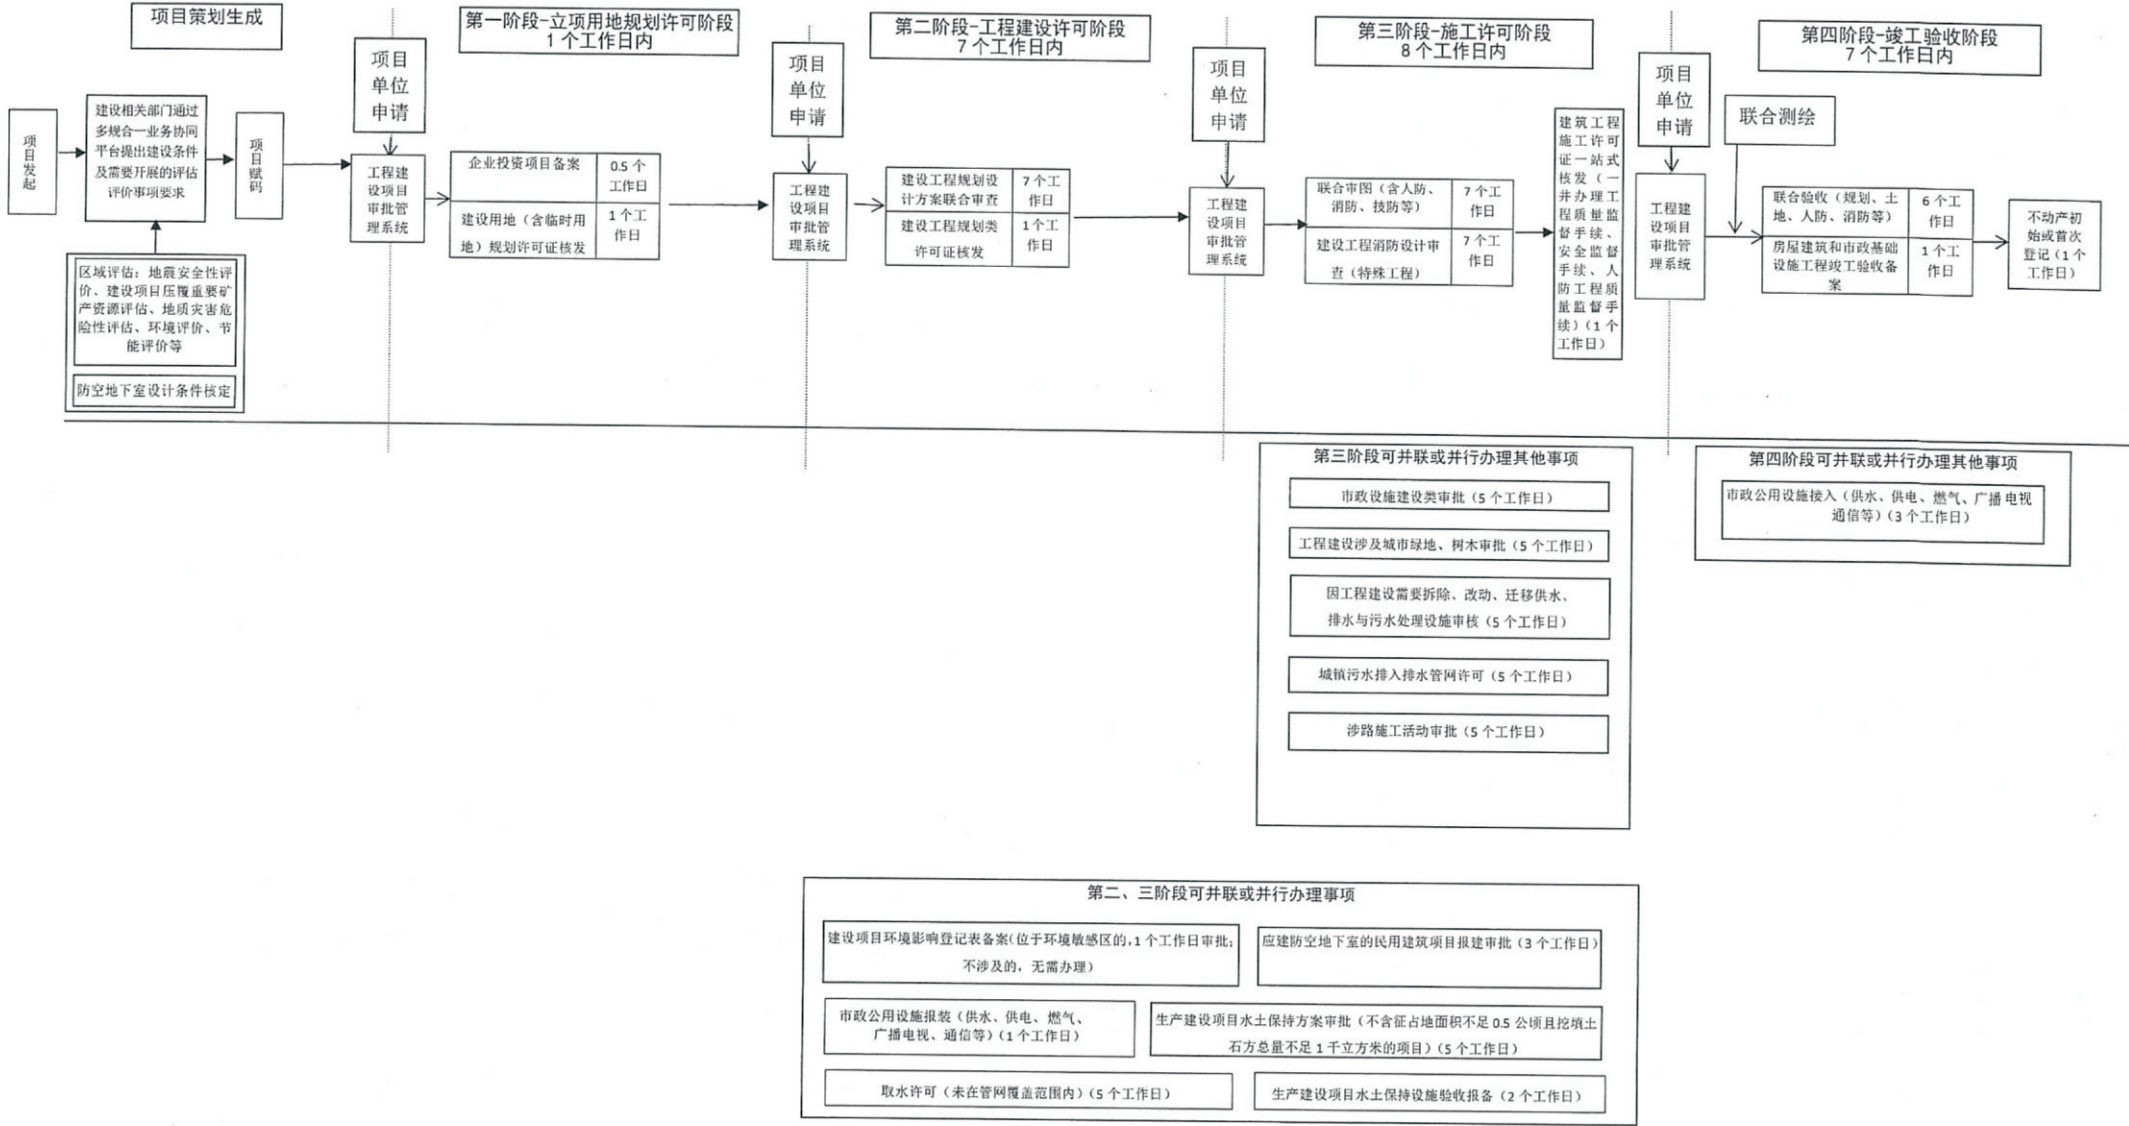 项目策划生成
第一阶段-立项用地规划许可阶段
1个工作日内
第二阶段-工程建设许可阶段
7个工作日内
第三阶段-施工许可阶段
8个工作日内
第四阶段-竣工验收阶段
7个工作日内
项目发起
建设相关部门通过
多规合一业务协同
平台提出建设条件
及需要开展的评估
评价事项要求
项目赋码
区域评估：地震安全性评
价、建设项目压覆重要矿
产资源评估、地质灾害危
险性评估、环境评价、节
能评价等
防空地下室设计条件核定
项目
单位
申请
工程建
设项目
审批管
理系统
企业投资项目备案
0.5个
工作日
建设用地（含临时用
地）规划许可证核发
1个工
作日
项目
单位
申请
工程建
设项目
审批管
理系统
建设工程规划设
计方案联合审查
7个工
作日
建设工程规划类
许可证核发
1个工
作日
项目
单位
申请
工程建
设项目
审批管
理系统
联合审图（含人防、
消防、技防等）
7个工
作日
建设工程消防设计审
查（特殊工程）
7个工
作日
建筑工程
施工许可
证一站式
核发（一
并办理工
程质量监
督手续、
安全监督
手续、人
防工程质
量监督手
续）（1个
工作日）
项目
单位
申请
工程建
设项目
审批管
理系统
联合测绘
联合验收（规划、土
地、人防、消防等）
6个工
作日
房屋建筑和市政基础
设施工程竣工验收备
案
1个工
作日
不动产初
始或首次
登记（1个
工作日）
第三阶段可并联或并行办理其他事项
市政设施建设类审批（5个工作日）
工程建设涉及城市绿地、树木审批（5个工作日）
因工程建设需要拆除、改动、迁移供水、
排水与污水处理设施审核（5个工作日）
城镇污水排入排水管网许可（5个工作日）
涉路施工活动审批（5个工作日）
第四阶段可并联或并行办理其他事项
市政公用设施接入（供水、供电、燃气、广播电视
通信等）（3个工作日）
第二、三阶段可并联或并行办理事项
建设项目环境影响登记表备案（位于环境敏感区的，1个工作日审批；
不涉及的，无需办理）
应建防空地下室的民用建筑项目报建审批（3个工作日）
市政公用设施报装（供水、供电、燃气、
广播电视、通信等）（1个工作日）
生产建设项目水土保持方案审批（不含征占地面积不足0.5公顷且挖填土
石方总量不足1千立方米的项目）（5个工作日）
取水许可（未在管网覆盖范围内）（5个工作日）
生产建设项目水土保持设施验收报备（2个工作日）